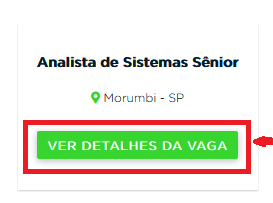 Analista de Sistemas Sênior
Morumbi - SP
VER DETALHES DA VAGA